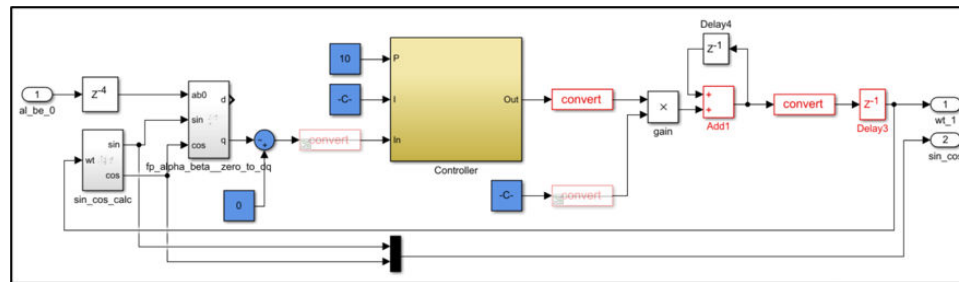 Delay4
Z-1
1
al_be_0
Z-4
ab0
d
sin
cos
q
fp_alpha_beta__zero_to_dq
wt
sin
cos
sin_cos_calc
0
convert
10
-C-
P
I
In
Out
Controller
convert
-C-
convert
×
gain
+
+
Add1
convert
Z-1
Delay3
1
wt_1
2
sin_cos